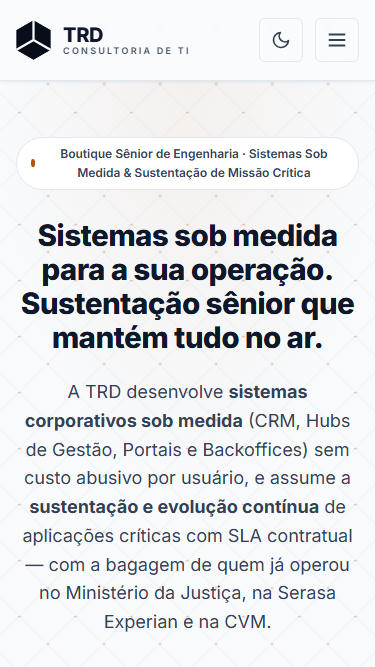 TRD
CONSULTORIA DE TI
Boutique Sênior de Engenharia · Sistemas Sob
Medida & Sustentação de Missão Crítica
Sistemas sob medida
para a sua operação.
Sustentação sênior que
mantém tudo no ar.
A TRD desenvolve sistemas
corporativos sob medida (CRM, Hubs
de Gestão, Portais e Backoffices) sem
custo abusivo por usuário, e assume a
sustentação e evolução contínua de
aplicações críticas com SLA contratual
— com a bagagem de quem já operou
no Ministério da Justiça, na Serasa
Experian e na CVM.